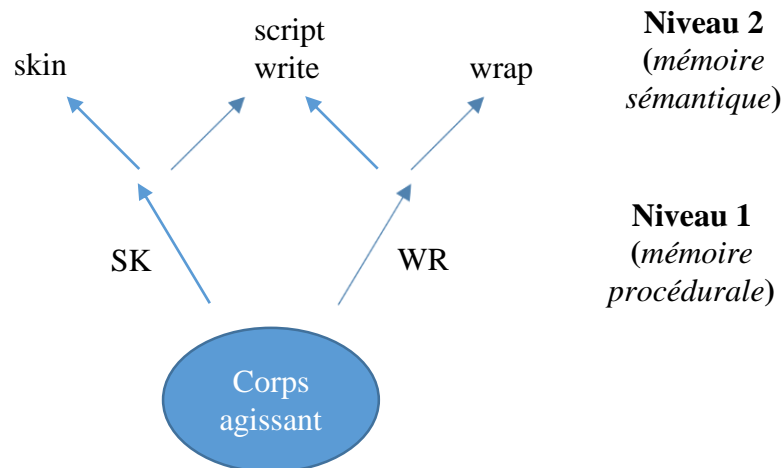 skin
script
write
wrap
Niveau 2
(mémoire
sémantique)
SK
WR
Niveau 1
(mémoire
procédurale)
Corps
agissant